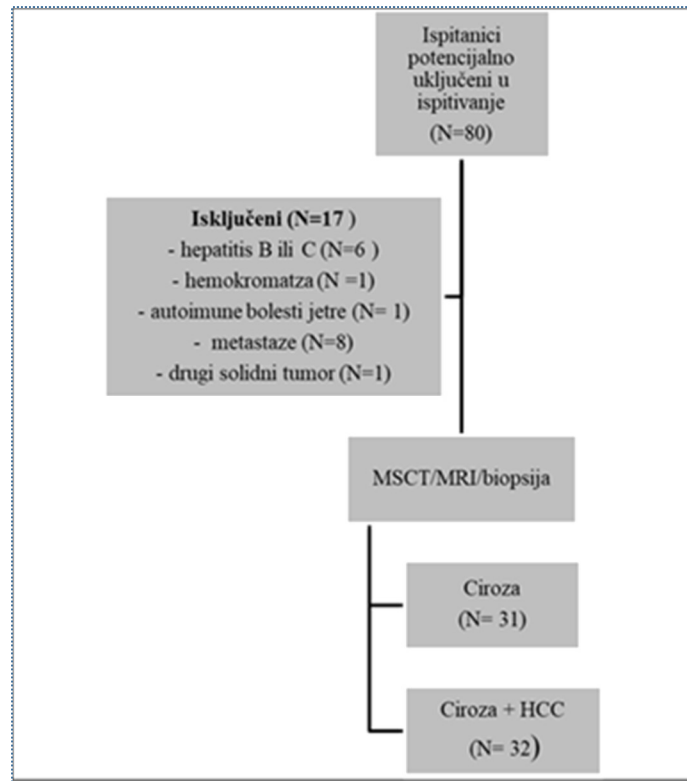 Ispitanici
potencijalno
uključeni u
ispitivanje
(N=80)
Isključeni (N=17 )
- hepatitis B ili C (N=6 )
- hemokromatza (N =1)
- autoimune bolesti jetre (N= 1)
- metastaze (N=8)
- drugi solidni tumor (N=1)
MSCT/MRI/biopsija
Ciroza
(N= 31)
Ciroza + HCC
(N= 32)